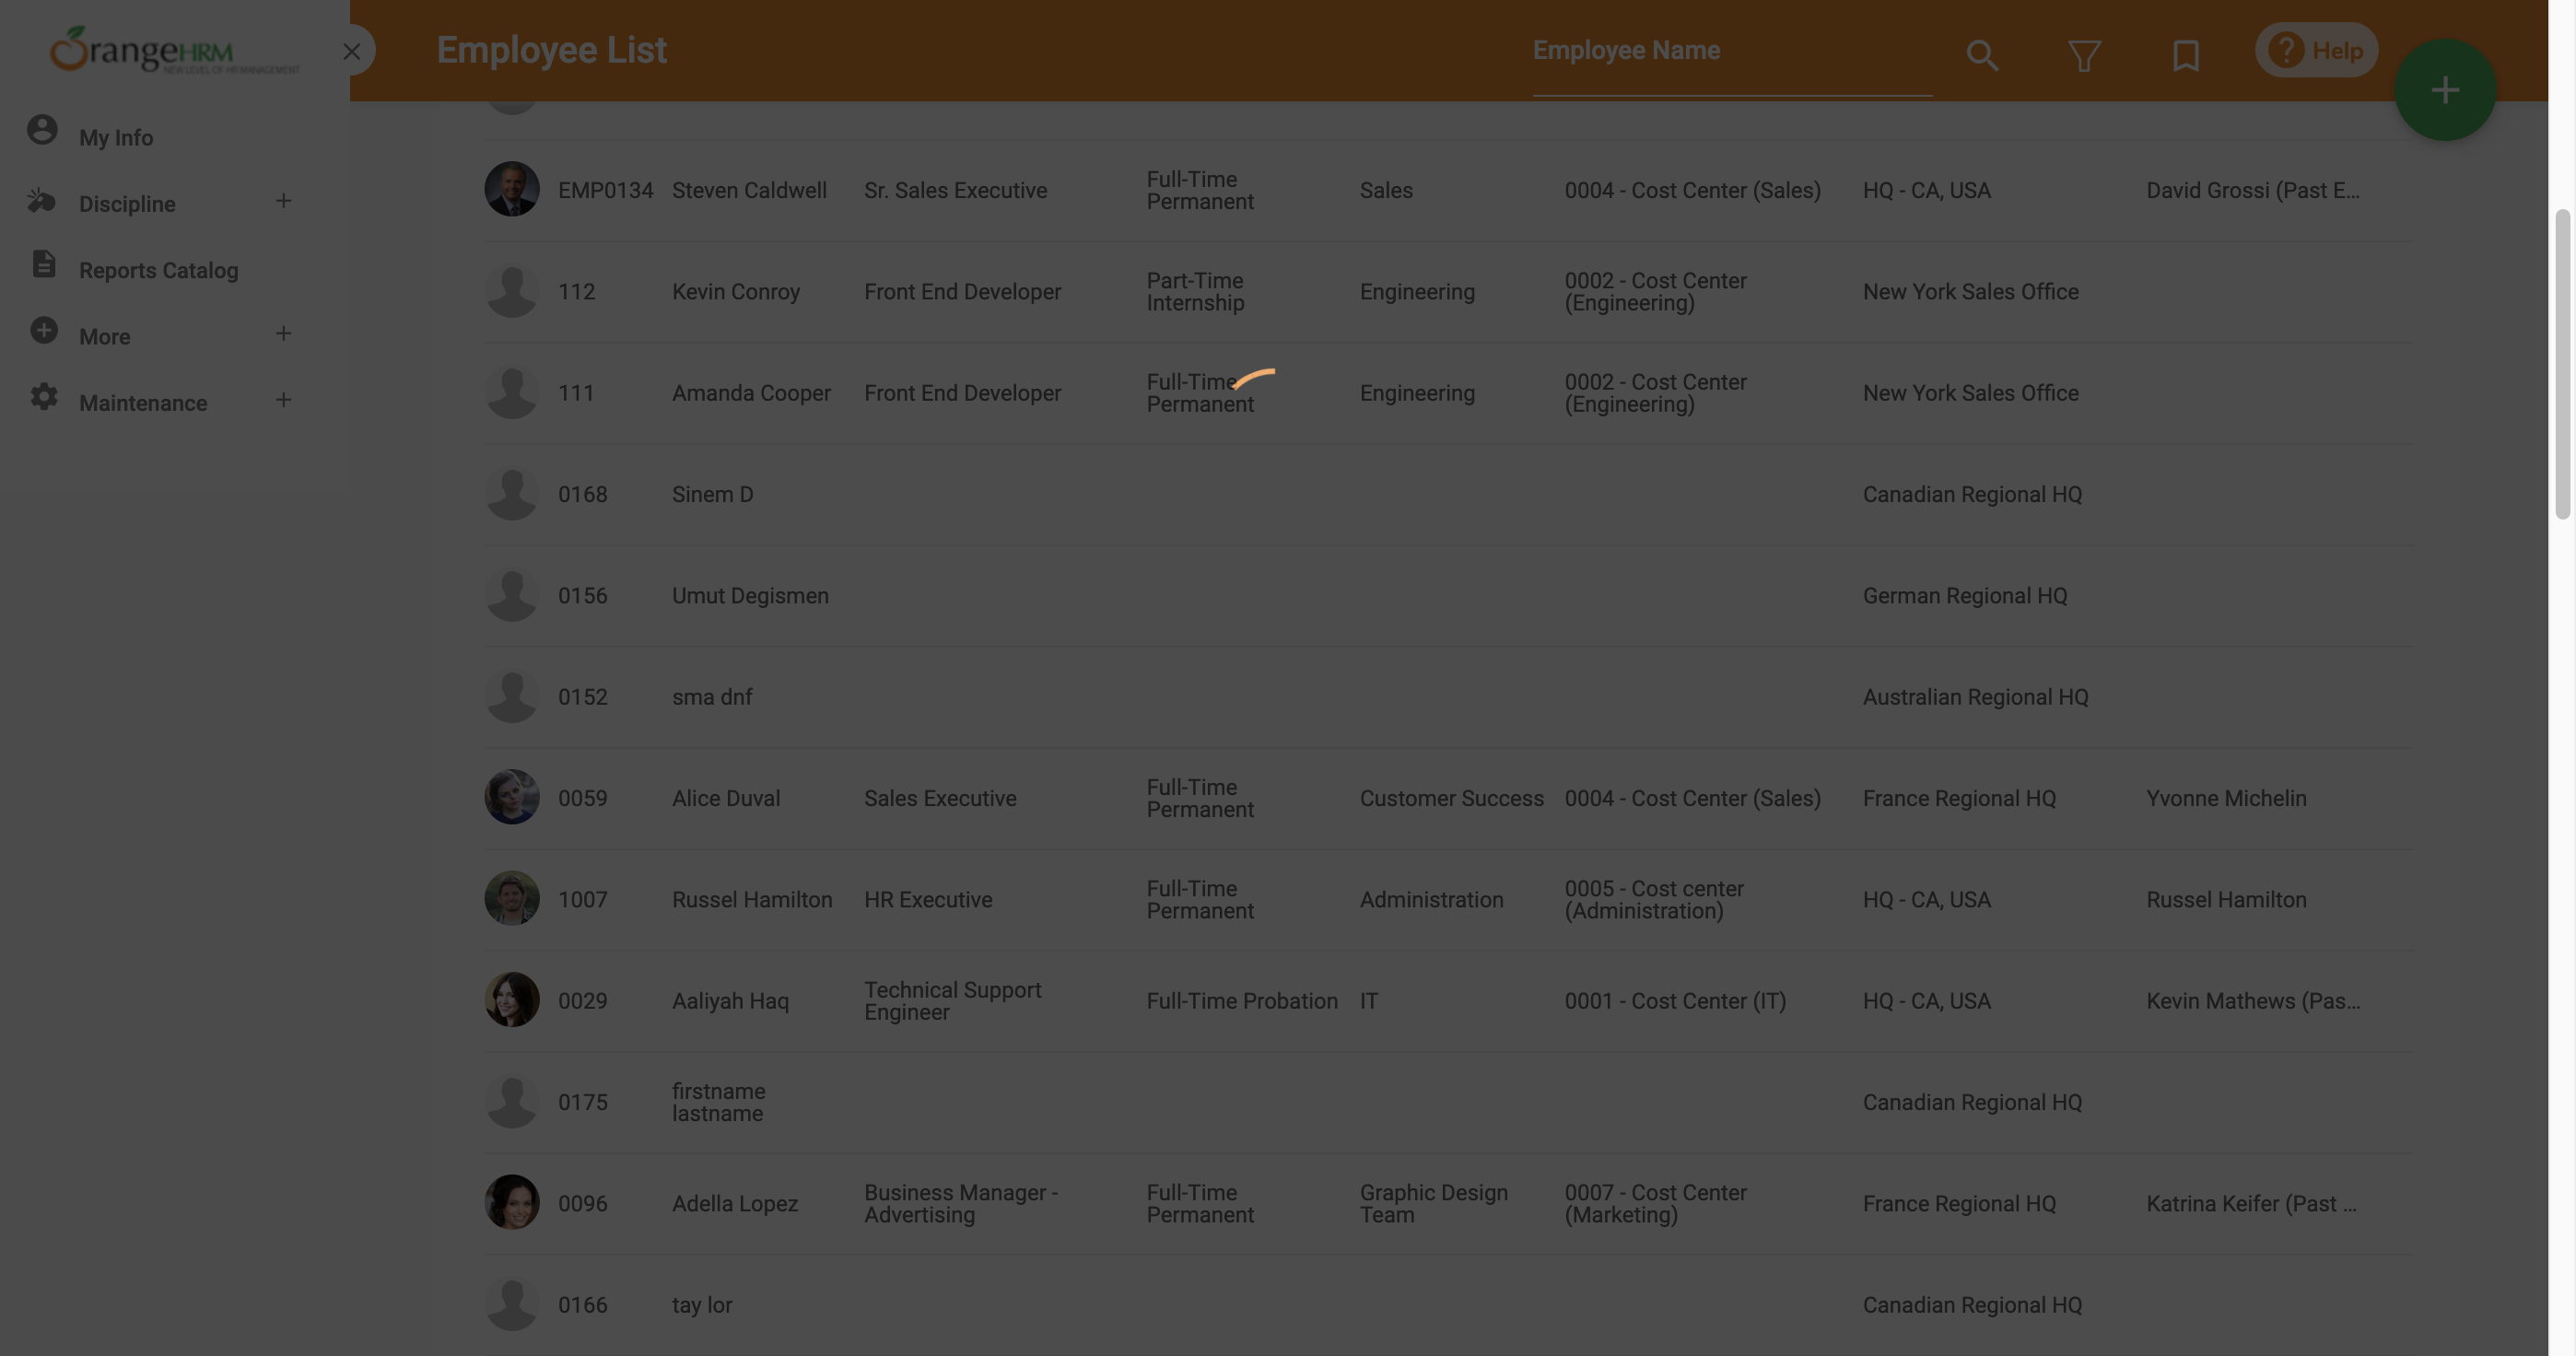 OrangeHRM
NEW LEVEL OF HR MANAGEMENT
Employee List
Employee Name
Help
My Info
Discipline
Reports Catalog
More
Maintenance
EMP0134 Steven Caldwell Sr. Sales Executive Full-Time Permanent Sales 0004 - Cost Center (Sales) HQ - CA, USA David Grossi (Past E...
112 Kevin Conroy Front End Developer Part-Time Internship Engineering 0002 - Cost Center (Engineering) New York Sales Office
111 Amanda Cooper Front End Developer Full-Time Permanent Engineering 0002 - Cost Center (Engineering) New York Sales Office
0168 Sinem D Canadian Regional HQ
0156 Umut Degismen German Regional HQ
0152 sma dnf Australian Regional HQ
0059 Alice Duval Sales Executive Full-Time Permanent Customer Success 0004 - Cost Center (Sales) France Regional HQ Yvonne Michelin
1007 Russel Hamilton HR Executive Full-Time Permanent Administration 0005 - Cost center (Administration) HQ - CA, USA Russel Hamilton
0029 Aaliyah Haq Technical Support Engineer Full-Time Probation IT 0001 - Cost Center (IT) HQ - CA, USA Kevin Mathews (Pas...
0175 firstname lastname Canadian Regional HQ
0096 Adella Lopez Business Manager - Advertising Full-Time Permanent Graphic Design Team 0007 - Cost Center (Marketing) France Regional HQ Katrina Keifer (Past ...
0166 tay lor Canadian Regional HQ